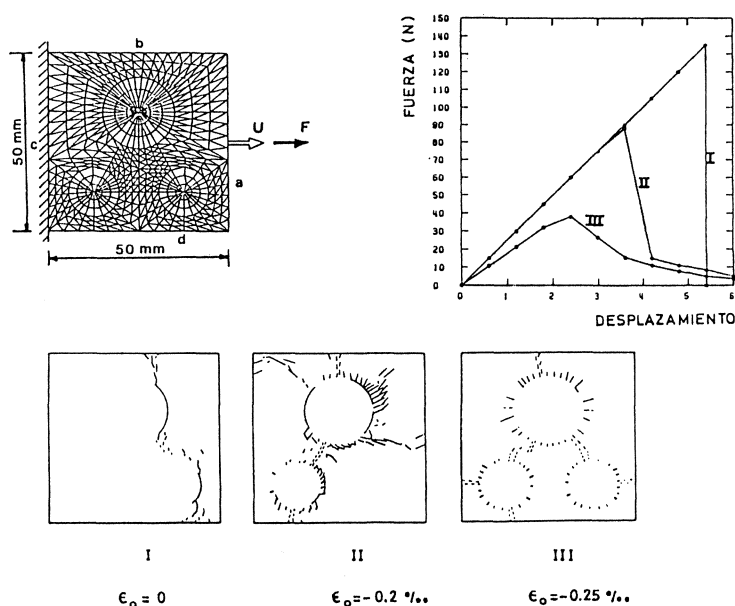 b
50 mm
c
U
F
a
d
50 mm
FUERZA (N)
150
140
130
120
110
100
90
80
70
60
50
40
30
20
10
0
I
II
III
0 1 2 3 4 5 6
DESPLAZAMIENTO
I II III
ϵ₀ = 0 ϵ₀=-0.2 °/₀₀ ϵ₀=-0.25 °/₀₀